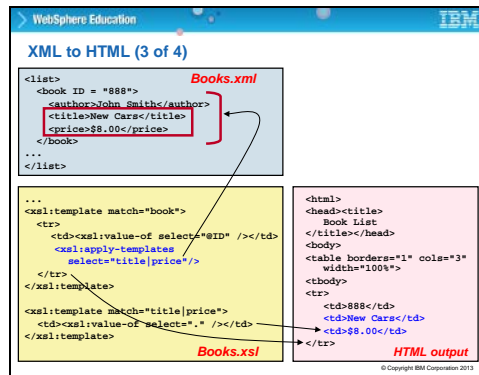 WebSphere Education
IBM
XML to HTML (3 of 4)
Books.xml
<list>
<book ID = "888">
<author>John Smith</author>
<title>New Cars</title>
<price>$8.00</price>
</book>
...
</list>
...
<xsl:template match="book">
<tr>
<td><xsl:value-of select="@ID" /></td>
<xsl:apply-templates
select="title|price"/>
</tr>
</xsl:template>
<xsl:template match="title|price">
<td><xsl:value-of select="." /></td>
</xsl:template>
Books.xsl
<html>
<head><title>
Book List
</title></head>
<body>
<table borders="1" cols="3"
width="100%">
<tbody>
<tr>
<td>888</td>
<td>New Cars</td>
<td>$8.00</td>
</tr>
HTML output
© Copyright IBM Corporation 2013